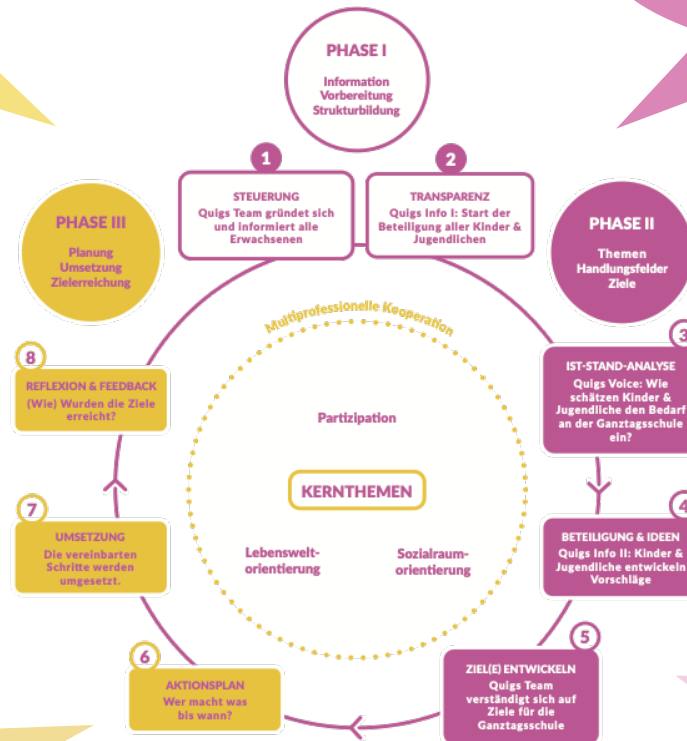 PHASE I
Information
Vorbereitung
Strukturbildung
1
STEUERUNG
Quigs Team gründet sich
und informiert alle
Erwachsenen
2
TRANSPARENZ
Quigs Info I: Start der
Beteiligung aller Kinder &
Jugendlichen
PHASE II
Themen
Handlungsfelder
Ziele
3
IST-STAND-ANALYSE
Quigs Voice: Wie
schätzen Kinder &
Jugendliche den Bedarf
an der Ganztagsschule
ein?
4
BETEILIGUNG & IDEEN
Quigs Info II: Kinder &
Jugendliche entwickeln
Vorschläge
5
ZIEL(E) ENTWICKELN
Quigs Team
verständigt sich auf
Ziele für die
Ganztagsschule
PHASE III
Planung
Umsetzung
Zielerreichung
6
AKTIONSPLAN
Wer macht was
bis wann?
7
UMSETZUNG
Die vereinbarten
Schritte werden
umgesetzt.
8
REFLEXION & FEEDBACK
(Wie) Wurden die Ziele
erreicht?
Multiprofessionelle Kooperation
Partizipation
KERNTHEMEN
Lebenswelt-
orientierung
Sozialraum-
orientierung